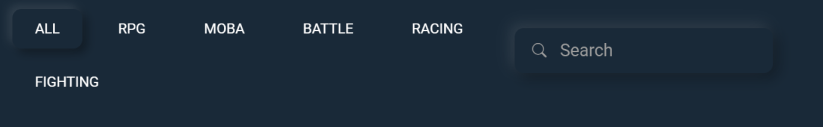 ALL RPG MOBA BATTLE RACING
Search
FIGHTING